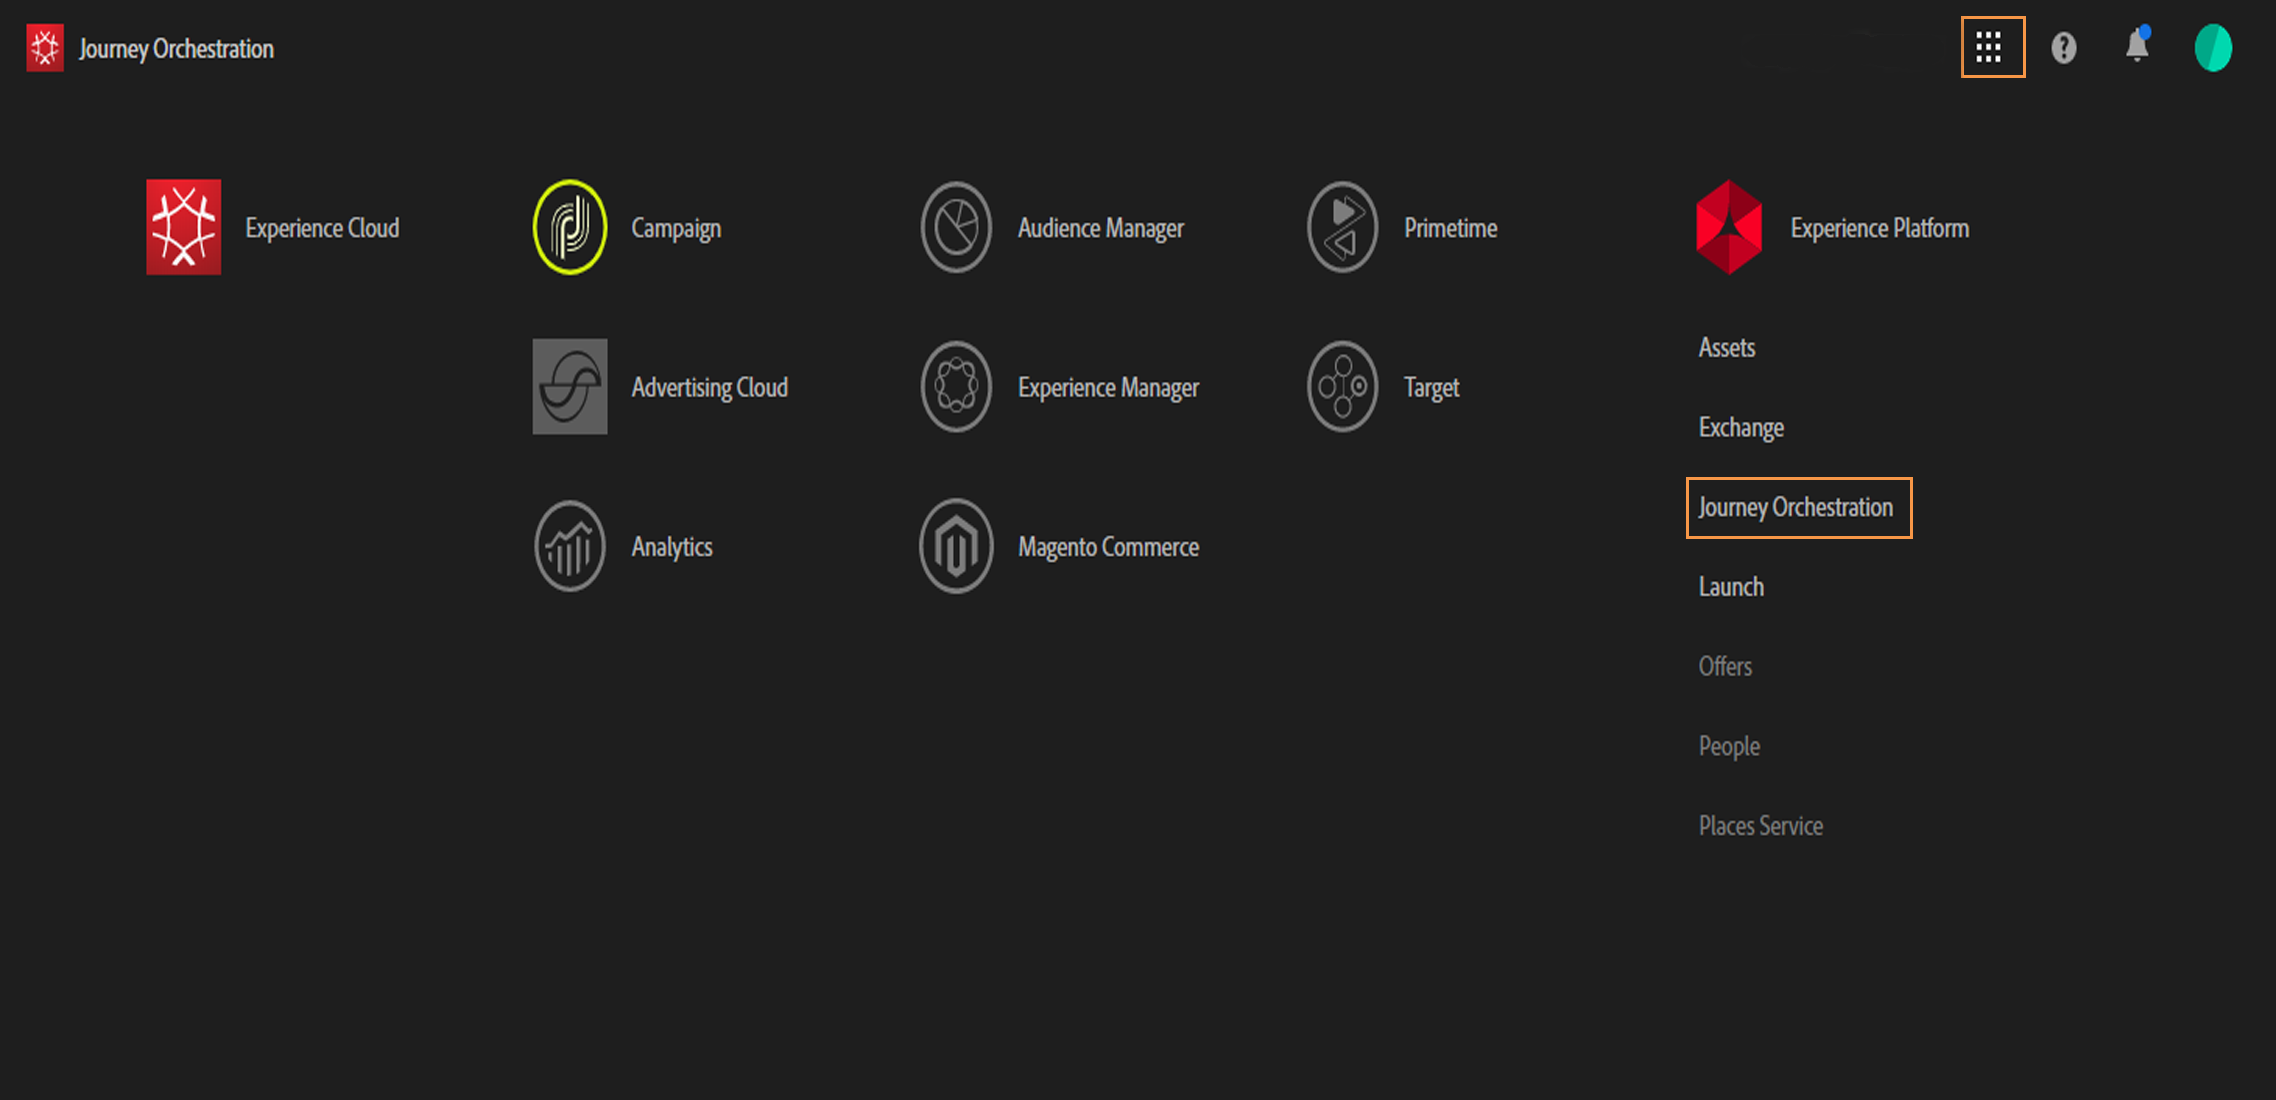 Journey Orchestration
Experience Cloud
Campaign
Audience Manager
Primetime
Experience Platform
Advertising Cloud
Experience Manager
Target
Analytics
Magento Commerce
Assets
Exchange
Journey Orchestration
Launch
Offers
People
Places Service